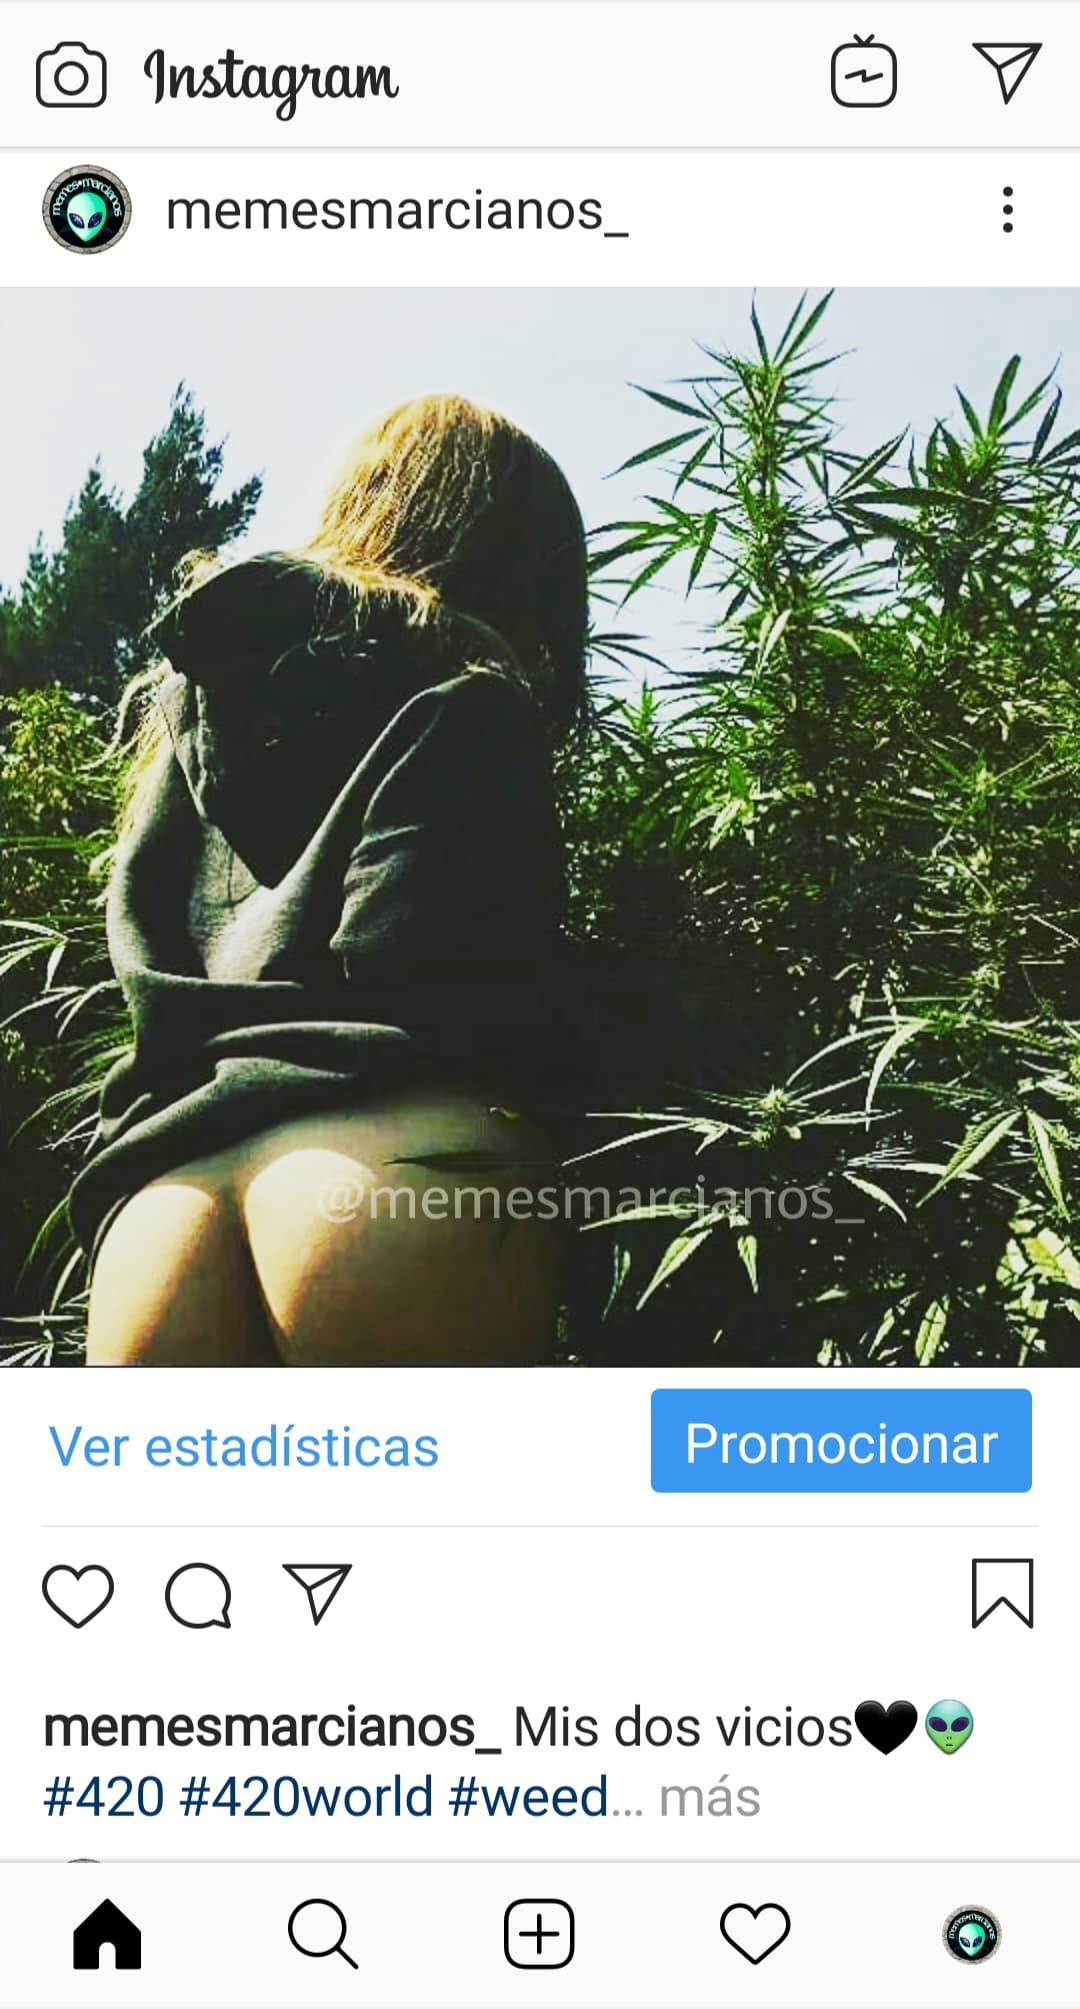 Instagram
memes•marcianos
memesmarcianos_
@memesmarcianos_
Ver estadísticas
Promocionar
memesmarcianos_ Mis dos vicios🖤👽
#420 #420world #weed... más
memes•marcianos